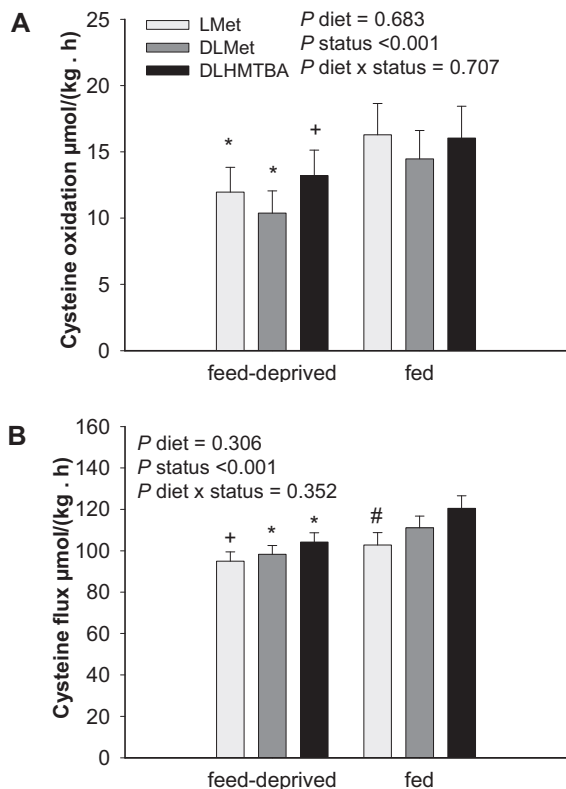 A
LMet
DLMet
DLHMTBA
P diet = 0.683
P status <0.001
P diet x status = 0.707
Cysteine oxidation µmol/(kg . h)
25
20
15
10
5
0
* * +
feed-deprived fed
B
P diet = 0.306
P status <0.001
P diet x status = 0.352
Cysteine flux µmol/(kg . h)
160
140
120
100
80
60
40
20
0
+ * * #
feed-deprived fed